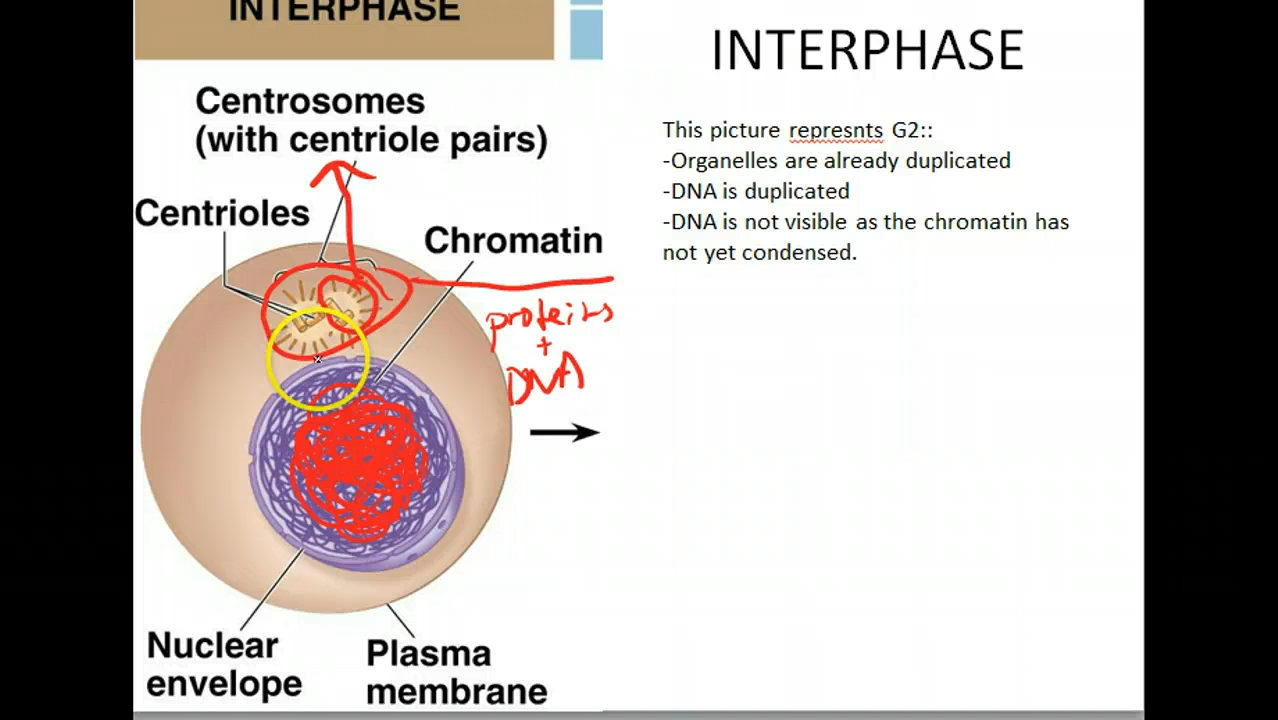 INTERPHASE
Centrosomes
(with centriole pairs)
Centrioles
Chromatin
proteins
+
DNA
Nuclear
envelope
Plasma
membrane
INTERPHASE
This picture represnts G2::
-Organelles are already duplicated
-DNA is duplicated
-DNA is not visible as the chromatin has
not yet condensed.